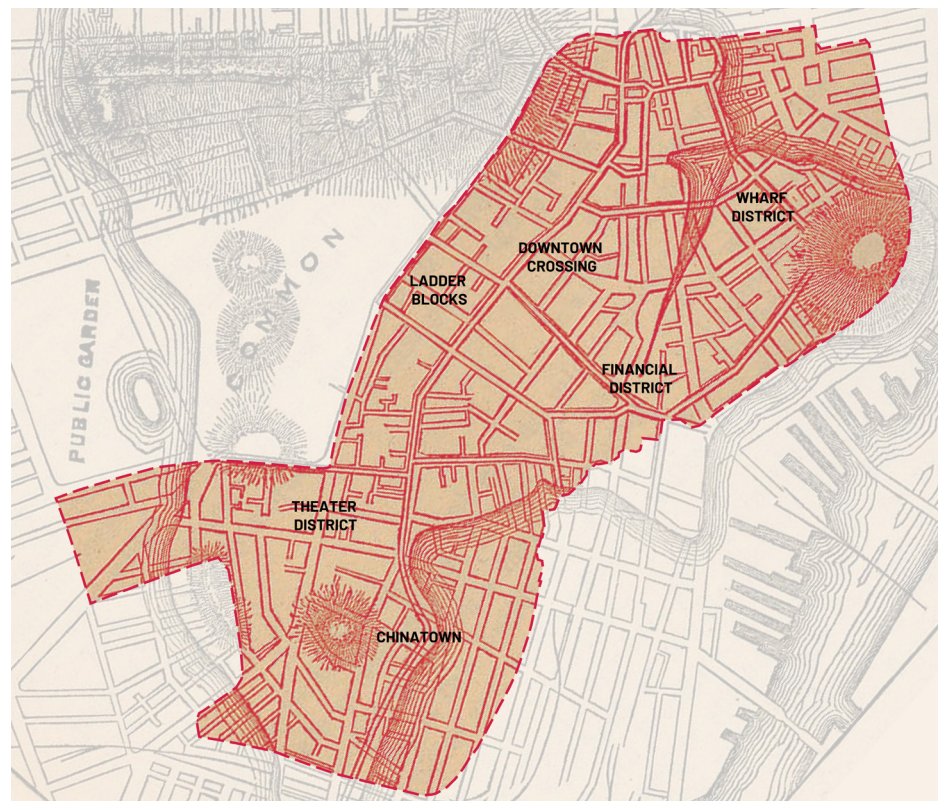 WHARF
DISTRICT
DOWNTOWN
CROSSING
LADDER
BLOCKS
COMMON
PUBLIC GARDEN
FINANCIAL
DISTRICT
THEATER
DISTRICT
CHINATOWN